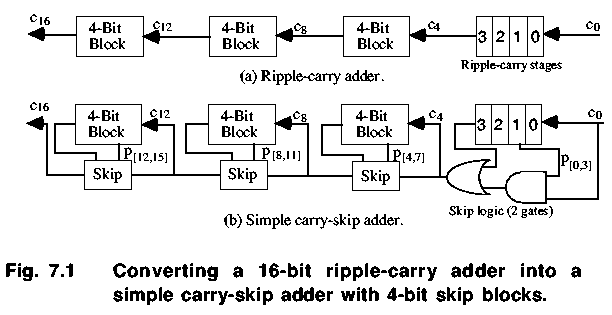 c16 4-Bit Block c12 4-Bit Block c8 4-Bit Block c4 3 2 1 0 c0
Ripple-carry stages
(a) Ripple-carry adder.
c16 4-Bit Block c12 4-Bit Block c8 4-Bit Block c4 3 2 1 0 c0
p[12,15] p[8,11] p[4,7] p[0,3]
Skip Skip Skip
Skip logic (2 gates)
(b) Simple carry-skip adder.
Fig. 7.1 Converting a 16-bit ripple-carry adder into a
simple carry-skip adder with 4-bit skip blocks.